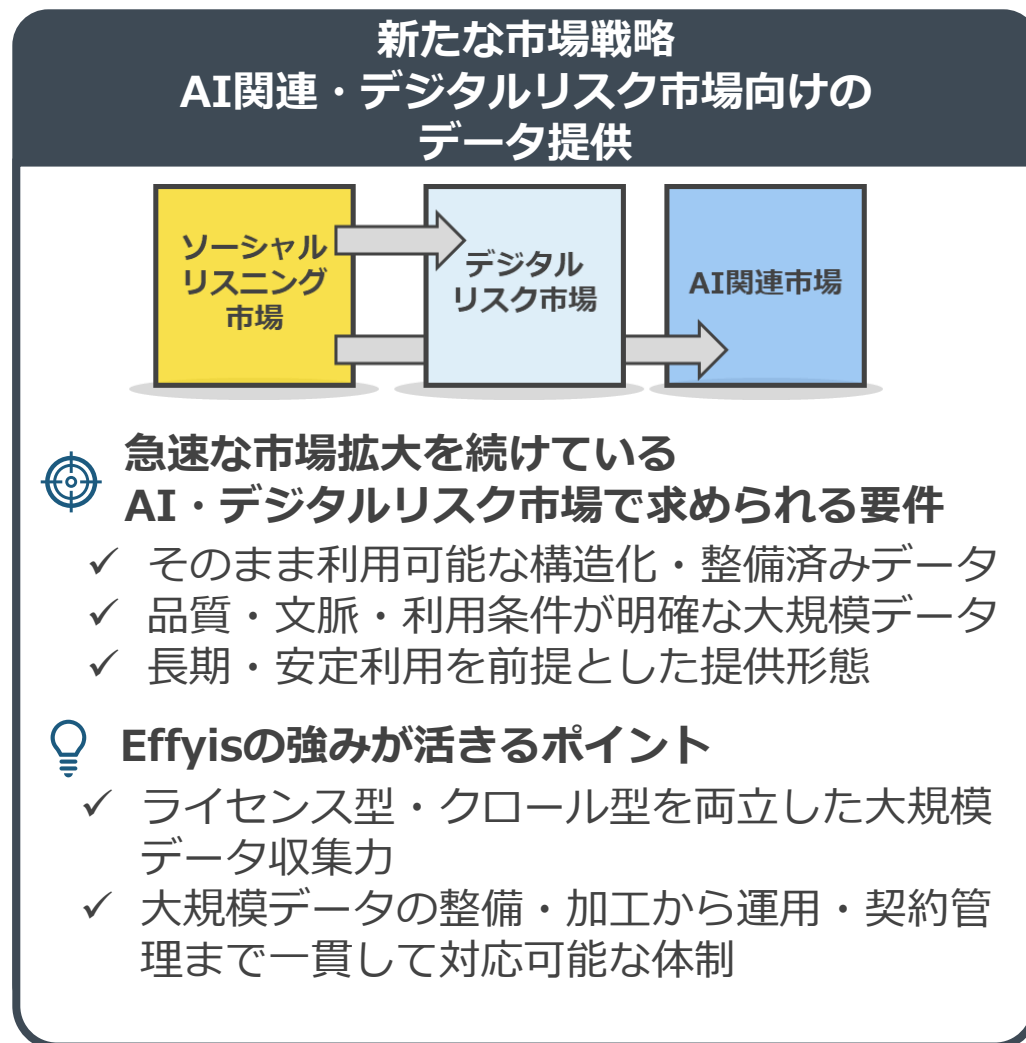 新たな市場戦略
AI関連・デジタルリスク市場向けの
データ提供
ソーシャル
リスニング
市場
デジタル
リスク市場
AI関連市場
急速な市場拡大を続けている
AI・デジタルリスク市場で求められる要件
✓ そのまま利用可能な構造化・整備済みデータ
✓ 品質・文脈・利用条件が明確な大規模データ
✓ 長期・安定利用を前提とした提供形態
Effyisの強みが活きるポイント
✓ ライセンス型・クロール型を両立した大規模
データ収集力
✓ 大規模データの整備・加工から運用・契約管
理まで一貫して対応可能な体制